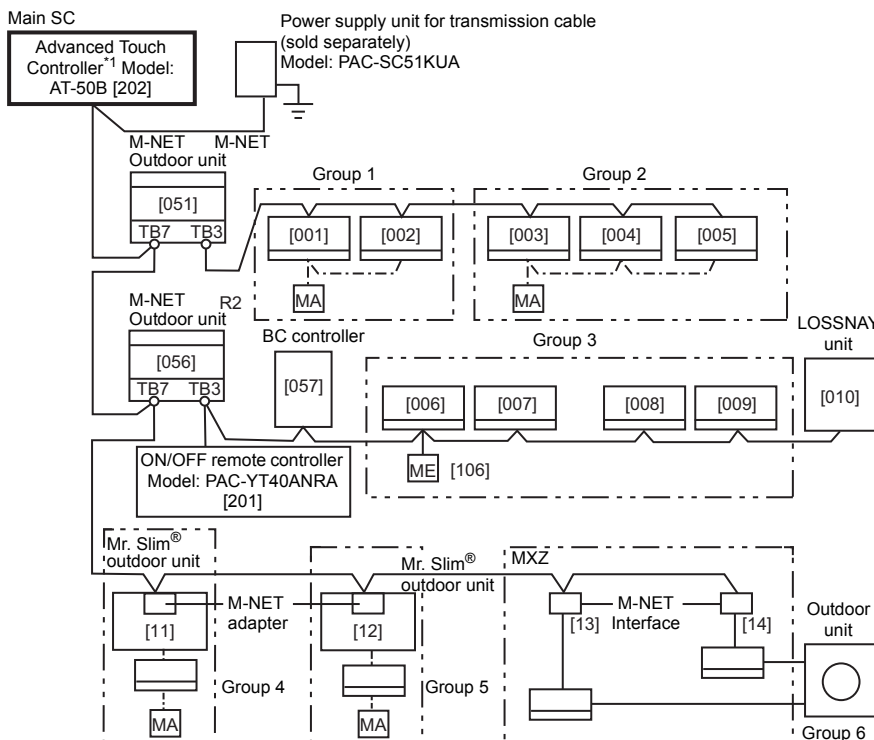 Main SC
Advanced Touch
Controller*1 Model:
AT-50B [202]
Power supply unit for transmission cable
(sold separately)
Model: PAC-SC51KUA
M-NET
M-NET
Outdoor unit
[051]
TB7
TB3
Group 1
[001]
[002]
MA
Group 2
[003]
[004]
[005]
MA
M-NET
R2
Outdoor unit
[056]
TB7
TB3
BC controller
[057]
Group 3
[006]
[007]
[008]
[009]
ME
[106]
LOSSNAY
unit
[010]
ON/OFF remote controller
Model: PAC-YT40ANRA
[201]
Mr. Slim®
outdoor unit
[11]
M-NET
adapter
MA
Group 4
Mr. Slim®
outdoor unit
[12]
MA
Group 5
MXZ
[13]
M-NET
Interface
[14]
Outdoor
unit
Group 6